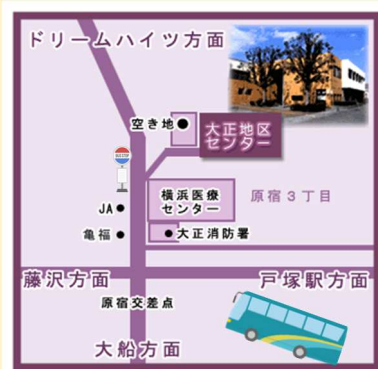 ドリームハイツ方面
空き地
大正地区
センター
横浜医療
センター
原宿3丁目
JA
亀福
大正消防署
藤沢方面
戸塚駅方面
原宿交差点
大船方面